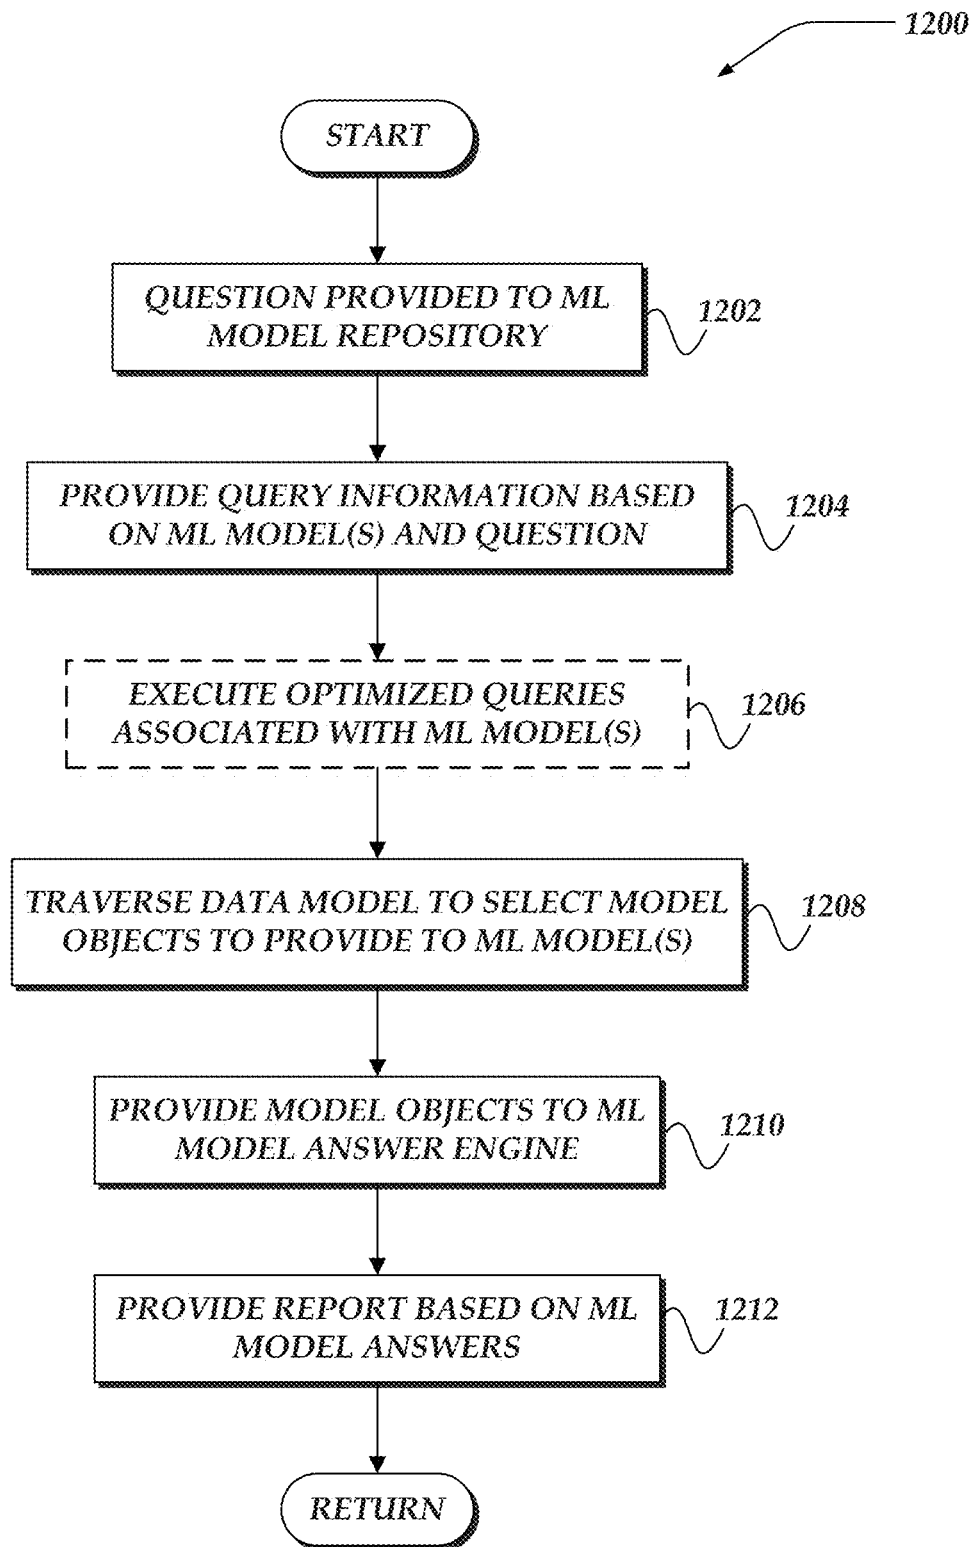 1200
START
QUESTION PROVIDED TO ML
MODEL REPOSITORY
1202
PROVIDE QUERY INFORMATION BASED
ON ML MODEL(S) AND QUESTION
1204
EXECUTE OPTIMIZED QUERIES
ASSOCIATED WITH ML MODEL(S)
1206
TRAVERSE DATA MODEL TO SELECT MODEL
OBJECTS TO PROVIDE TO ML MODEL(S)
1208
PROVIDE MODEL OBJECTS TO ML
MODEL ANSWER ENGINE
1210
PROVIDE REPORT BASED ON ML
MODEL ANSWERS
1212
RETURN